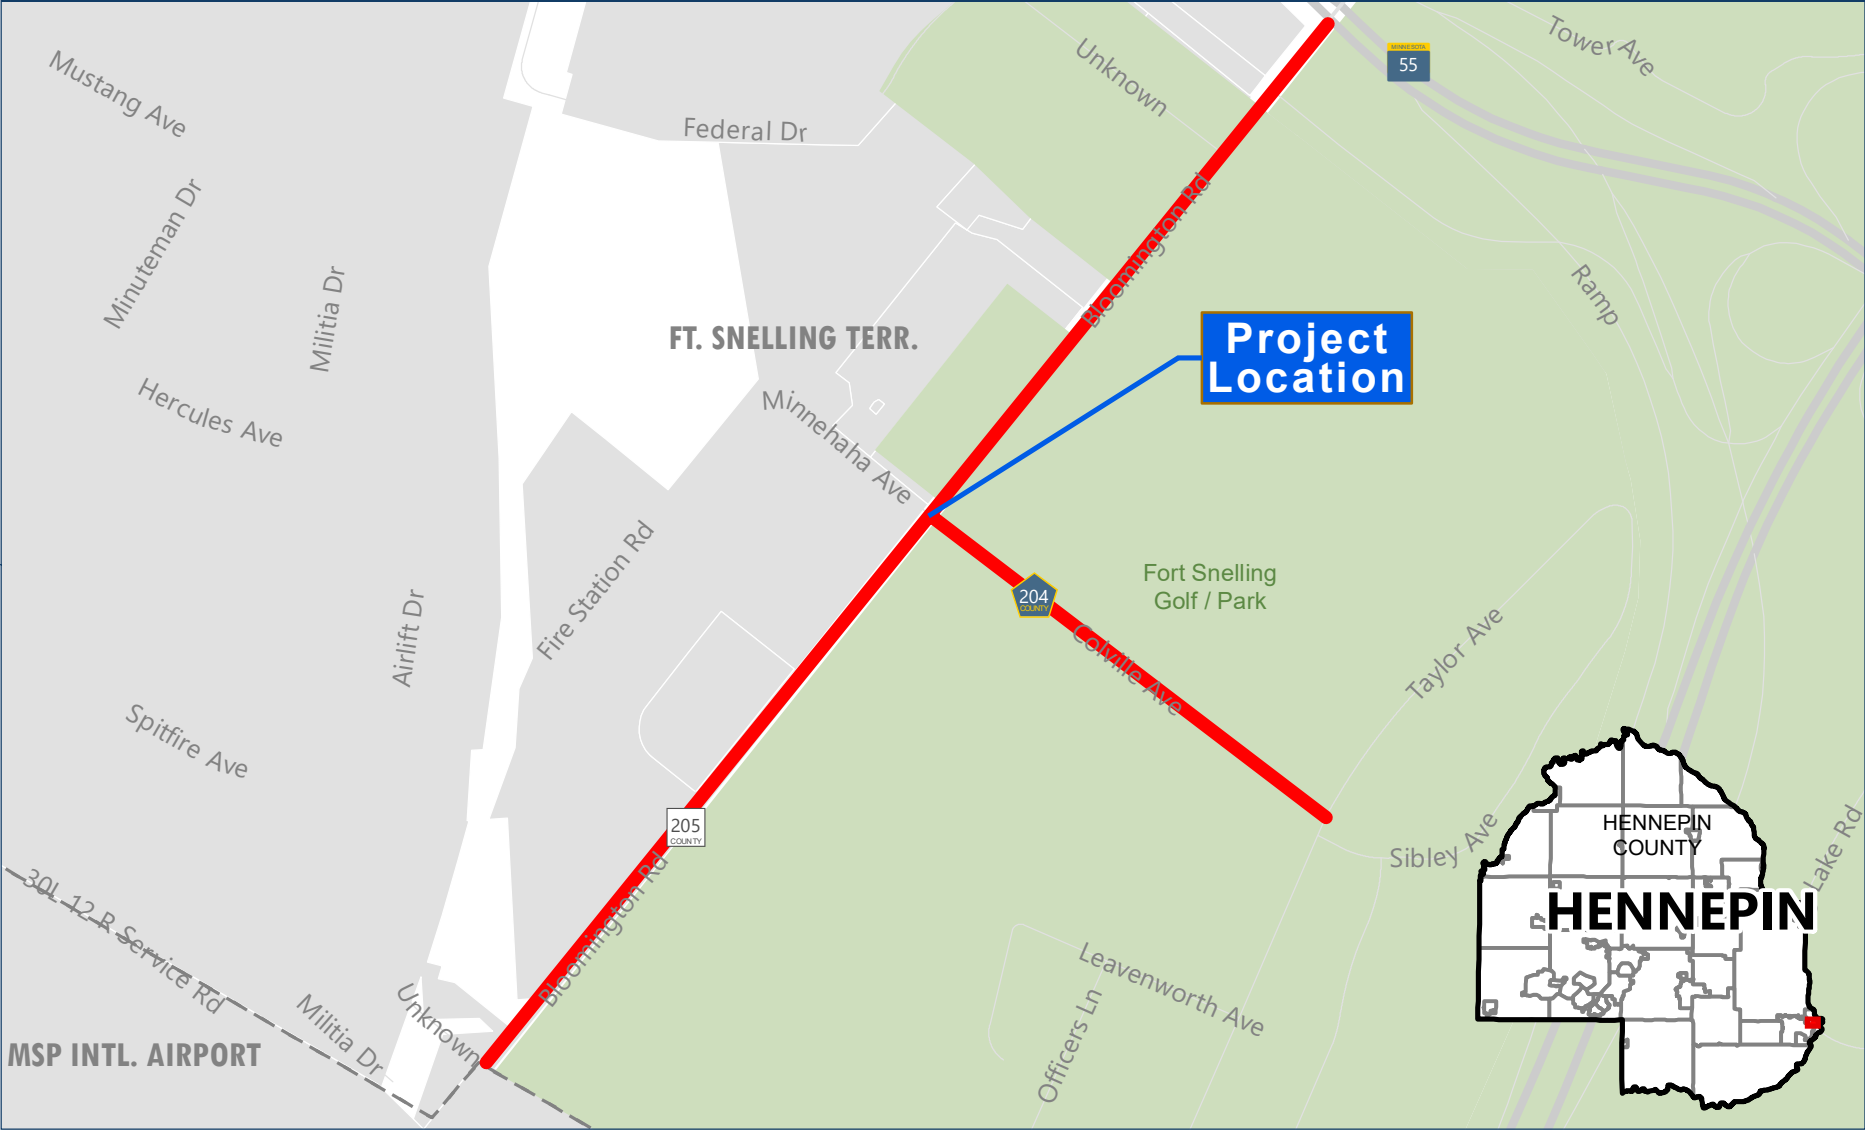 Mustang Ave
Unknown
MINNESOTA
55
Tower Ave
Federal Dr
Minuteman Dr
Militia Dr
Bloomington Rd
Ramp
FT. SNELLING TERR.
Project
Location
Hercules Ave
Minnehaha Ave
Fire Station Rd
Airlift Dr
204
COUNTY
Fort Snelling
Golf / Park
Colville Ave
Taylor Ave
Spitfire Ave
205
COUNTY
Bloomington Rd
Sibley Ave
HENNEPIN
COUNTY
HENNEPIN
Lake Rd
30L 12 R Service Rd
Militia Dr
Unknown
Leavenworth Ave
Officers Ln
MSP INTL. AIRPORT